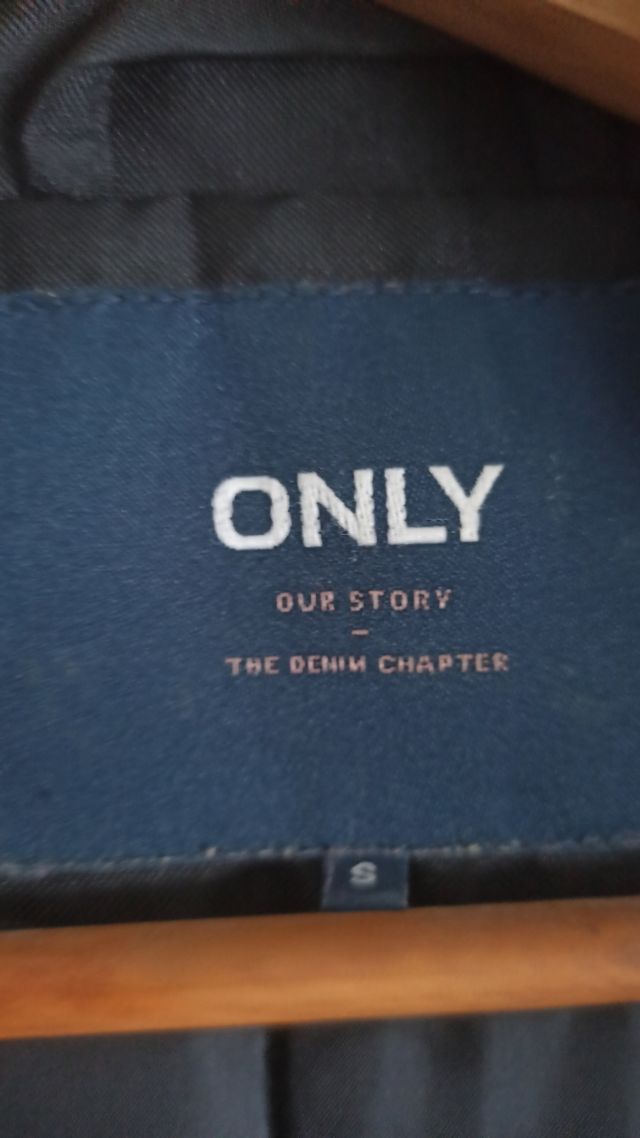 ONLY
OUR STORY
–
THE DENIM CHAPTER
S